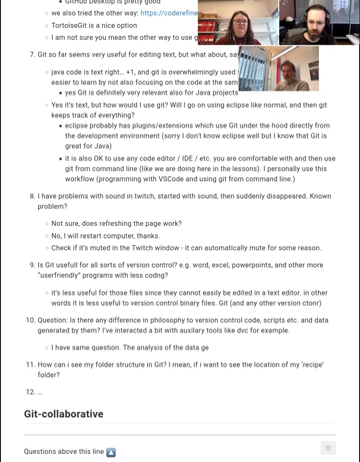 GitHub Desktop is pretty good
we also tried the other way: https://coderefine
TortoiseGit is a nice option
I am not sure you mean the other way to use g
7. Git so far seems very useful for editing text, but what about, say
java code is text right… +1, and git is overwhelmingly used
easier to learn by not also focusing on the code at the sam
yes Git is definitely very relevant also for Java projects
Yes it's text, but how would I use git? Will I go on using eclipse like normal, and then git
keeps track of everything?
eclipse probably has plugins/extensions which use Git under the hood directly from
the development environment (sorry I don't know eclipse well but I know that Git is
great for Java)
it is also OK to use any code editor / IDE / etc. you are comfortable with and then use
git from command line (like we are doing here in the lessons). I personally use this
workflow (programming with VSCode and using git from command line.)
8. I have problems with sound in twitch, started with sound, then suddenly disappeared. Known
problem?
Not sure, does refreshing the page work?
No, I will restart computer, thanks.
Check if it's muted in the Twitch window - it can automatically mute for some reason.
9. Is Git usefull for all sorts of version control? e.g. word, excel, powerpoints, and other more
"userfriendly" programs with less codng?
it's less useful for those files since they cannot easily be edited in a text editor. in other
words it is less useful to version control binary files. Git (and any other version ctonr)
10. Question: Is there any difference in philosophy to version control code, scripts etc. and data
generated by them? I've interacted a bit with auxilary tools like dvc for example.
I have same question. The analysis of the data ge
11. How can i see my folder structure in Git? I mean, if i want to see the location of my 'recipe'
folder?
12. …
Git-collaborative
Questions above this line